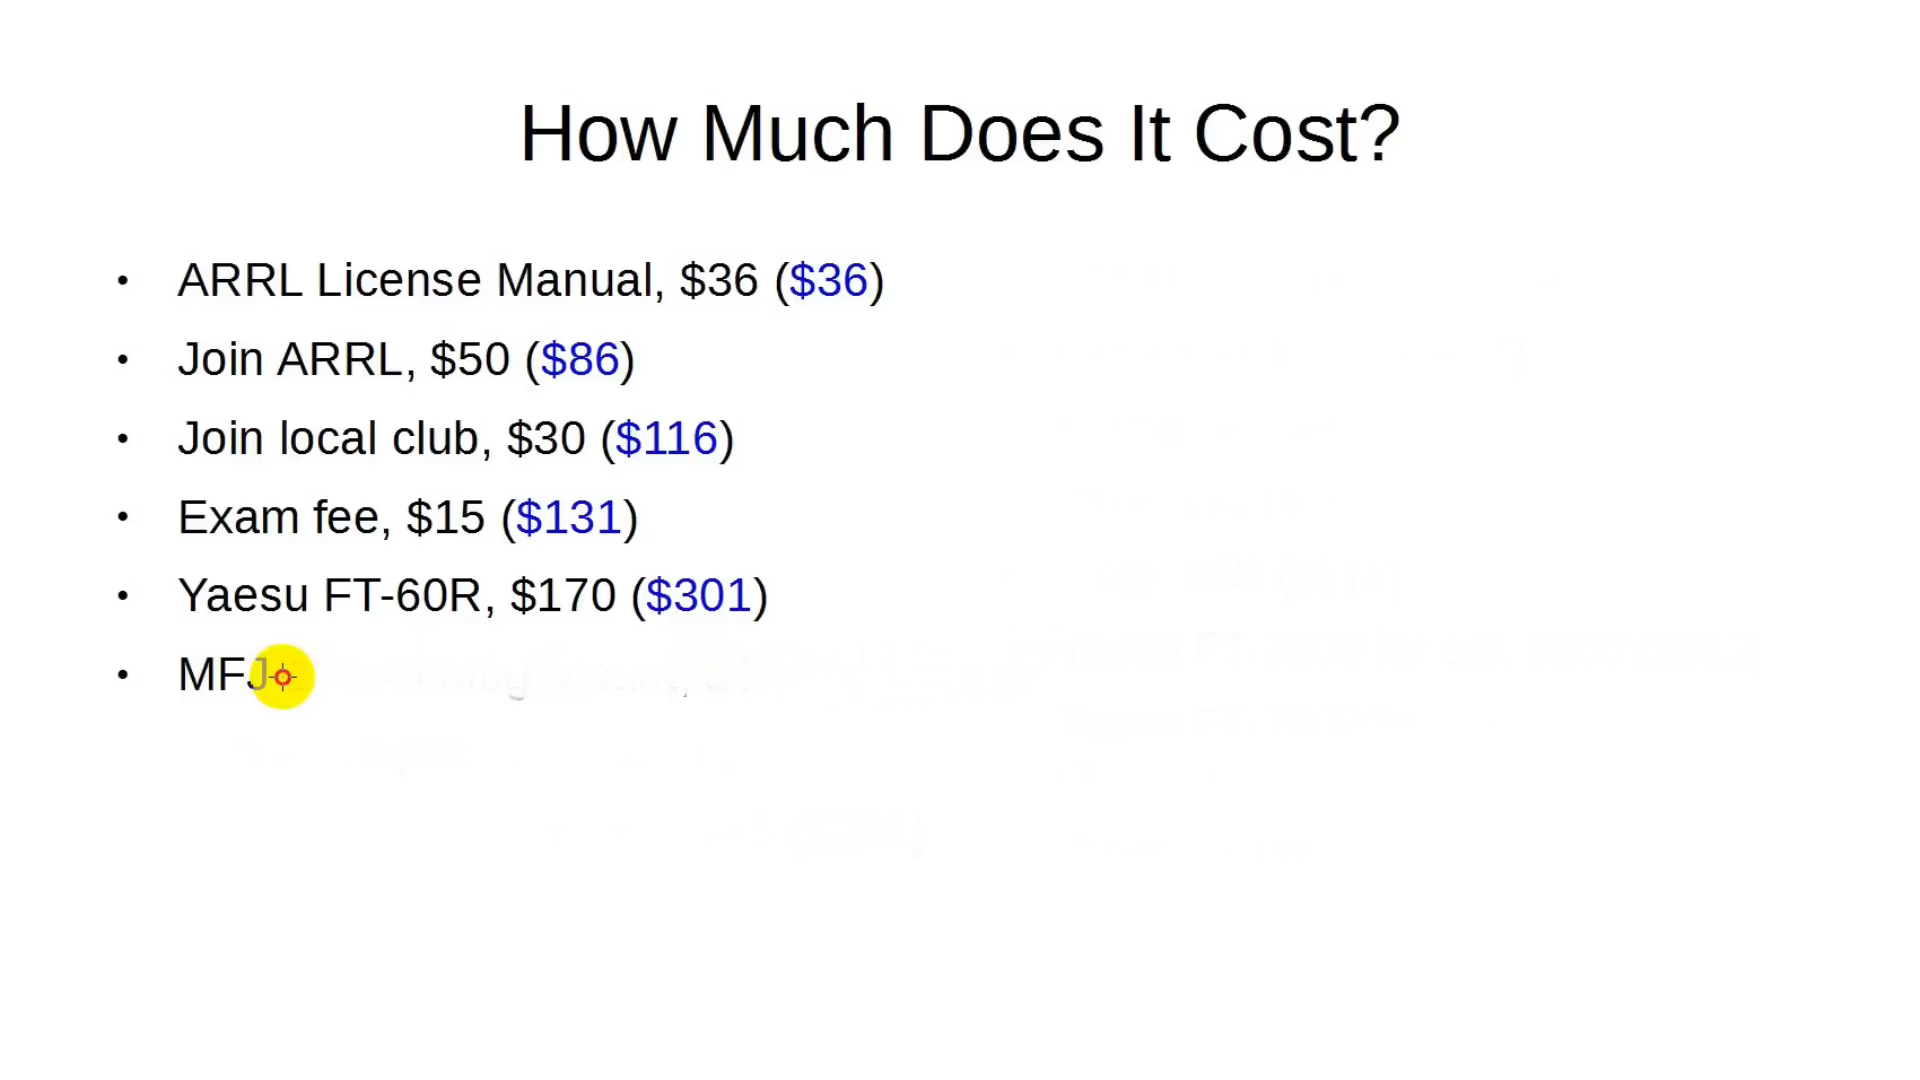 How Much Does It Cost?
• ARRL License Manual, $36 ($36)
• Join ARRL, $50 ($86)
• Join local club, $30 ($116)
• Exam fee, $15 ($131)
• Yaesu FT-60R, $170 ($301)
• MFJ